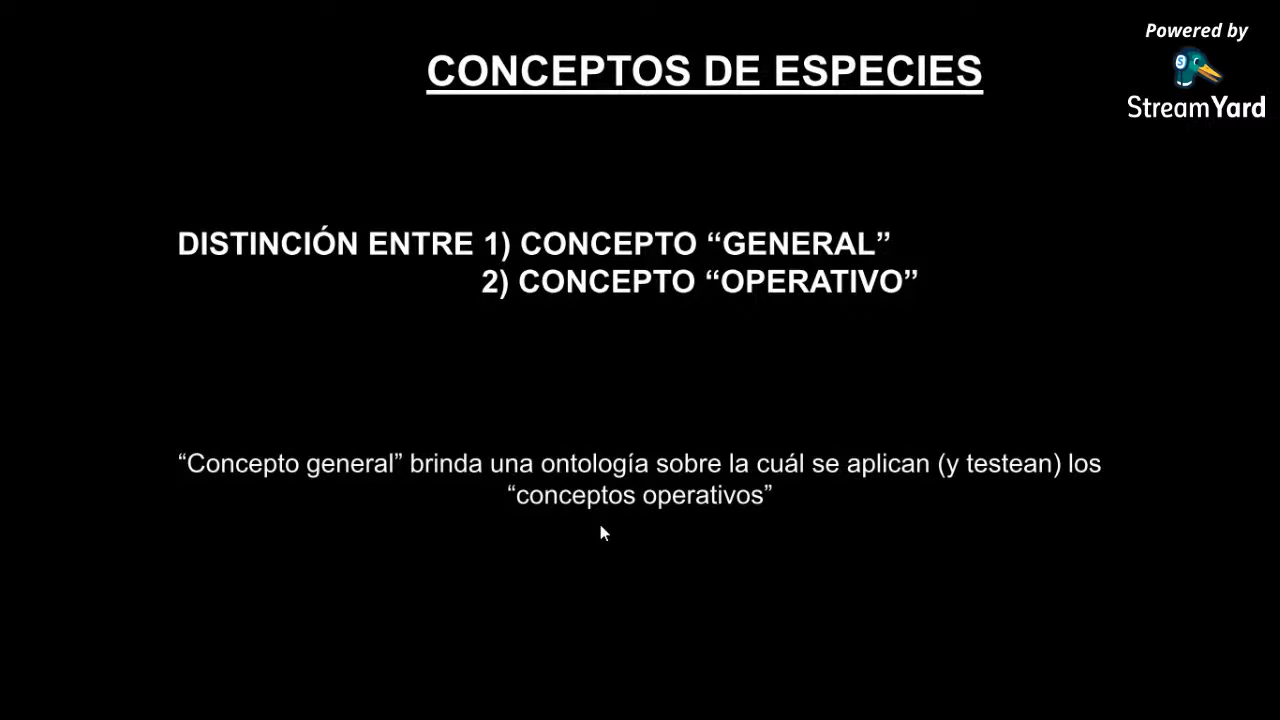 Powered by
StreamYard
CONCEPTOS DE ESPECIES
DISTINCIÓN ENTRE 1) CONCEPTO “GENERAL”
2) CONCEPTO “OPERATIVO”
“Concepto general” brinda una ontología sobre la cuál se aplican (y testean) los
“conceptos operativos”